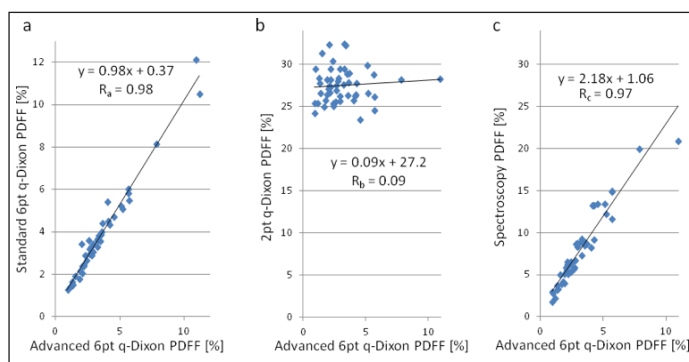 a
Standard 6pt q-Dixon PDFF [%]
14
12
10
8
6
4
2
0
y = 0.98x + 0.37
Rₐ = 0.98
0
5
10
Advanced 6pt q-Dixon PDFF [%]
b
2pt q-Dixon PDFF [%]
30
25
20
15
10
5
0
y = 0.09x + 27.2
R_b = 0.09
0
5
10
Advanced 6pt q-Dixon PDFF [%]
c
Spectroscopy PDFF [%]
30
25
20
15
10
5
0
y = 2.18x + 1.06
R_c = 0.97
0
5
10
Advanced 6pt q-Dixon PDFF [%]